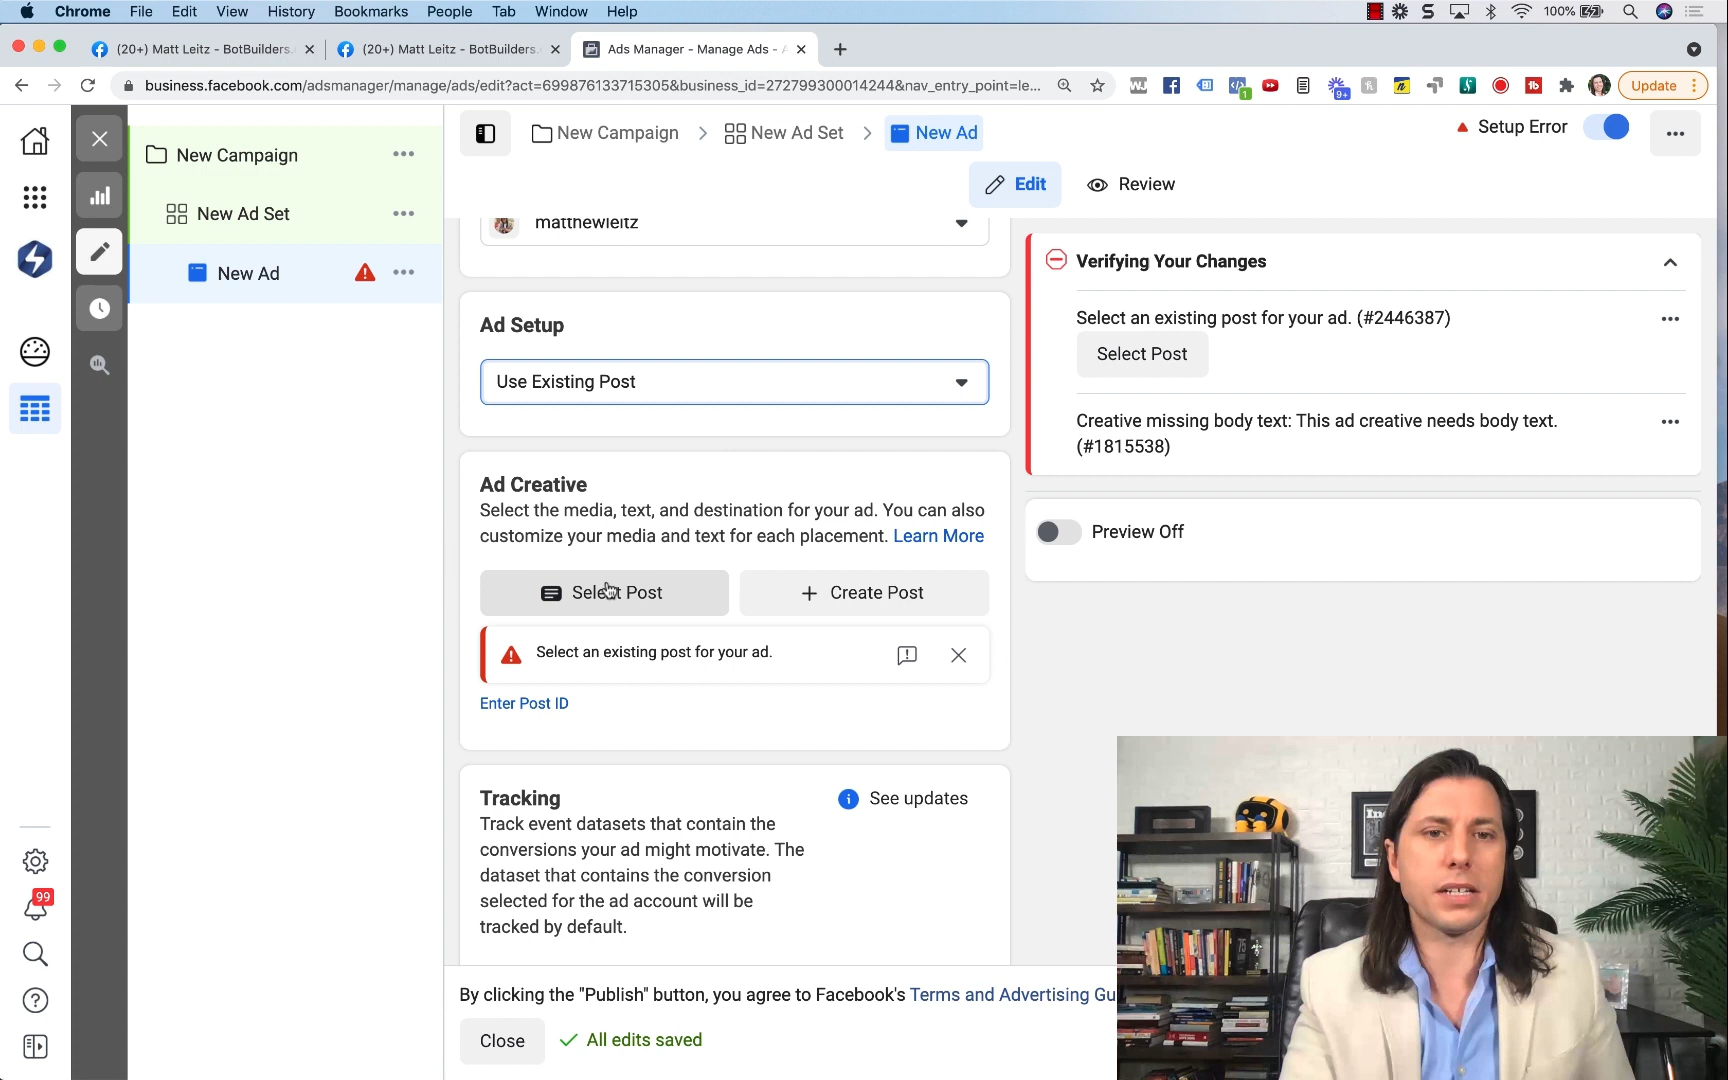 Chrome File Edit View History Bookmarks People Tab Window Help
100%
(20+) Matt Leitz - BotBuilders.
(20+) Matt Leitz - BotBuilders.
Ads Manager - Manage Ads -
business.facebook.com/adsmanager/manage/ads/edit?act=699876133715305&business_id=272799300014244&nav_entry_point=le...
1
9+
Update
New Campaign
New Ad Set
New Ad
New Campaign > New Ad Set > New Ad
Setup Error
Edit
Review
matthewleitz
Ad Setup
Use Existing Post
Ad Creative
Select the media, text, and destination for your ad. You can also
customize your media and text for each placement. Learn More
Select Post
Create Post
Select an existing post for your ad.
Enter Post ID
Tracking
See updates
Track event datasets that contain the
conversions your ad might motivate. The
dataset that contains the conversion
selected for the ad account will be
tracked by default.
By clicking the "Publish" button, you agree to Facebook's Terms and Advertising Gu
Close
All edits saved
Verifying Your Changes
Select an existing post for your ad. (#2446387)
Select Post
Creative missing body text: This ad creative needs body text.
(#1815538)
Preview Off
99